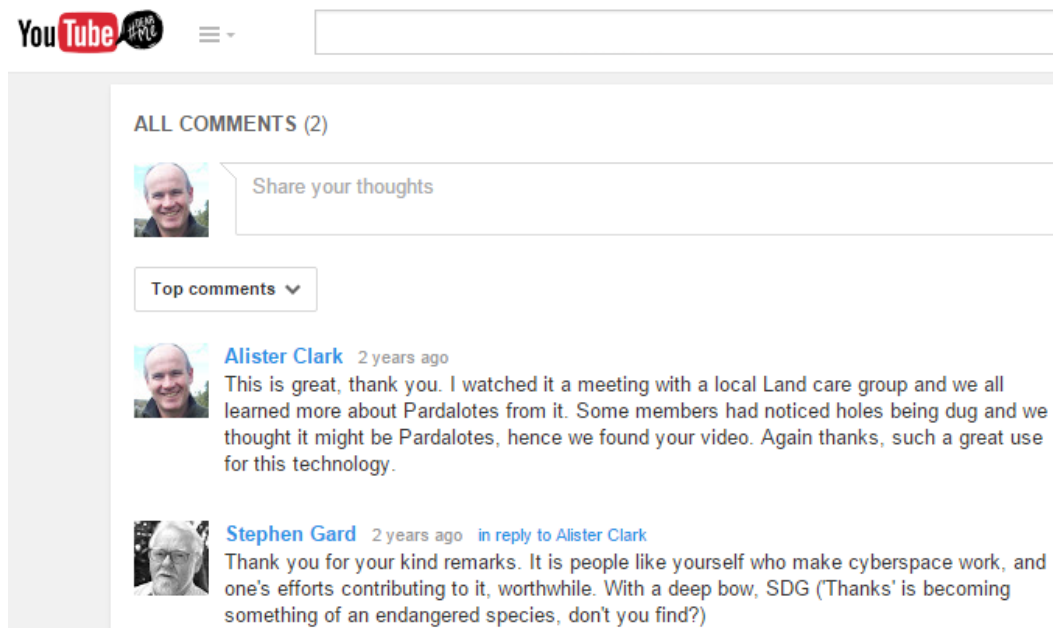 YouTube #DEAR ME
ALL COMMENTS (2)
Share your thoughts
Top comments
Alister Clark 2 years ago
This is great, thank you. I watched it a meeting with a local Land care group and we all
learned more about Pardalotes from it. Some members had noticed holes being dug and we
thought it might be Pardalotes, hence we found your video. Again thanks, such a great use
for this technology.
Stephen Gard 2 years ago in reply to Alister Clark
Thank you for your kind remarks. It is people like yourself who make cyberspace work, and
one's efforts contributing to it, worthwhile. With a deep bow, SDG ('Thanks' is becoming
something of an endangered species, don't you find?)